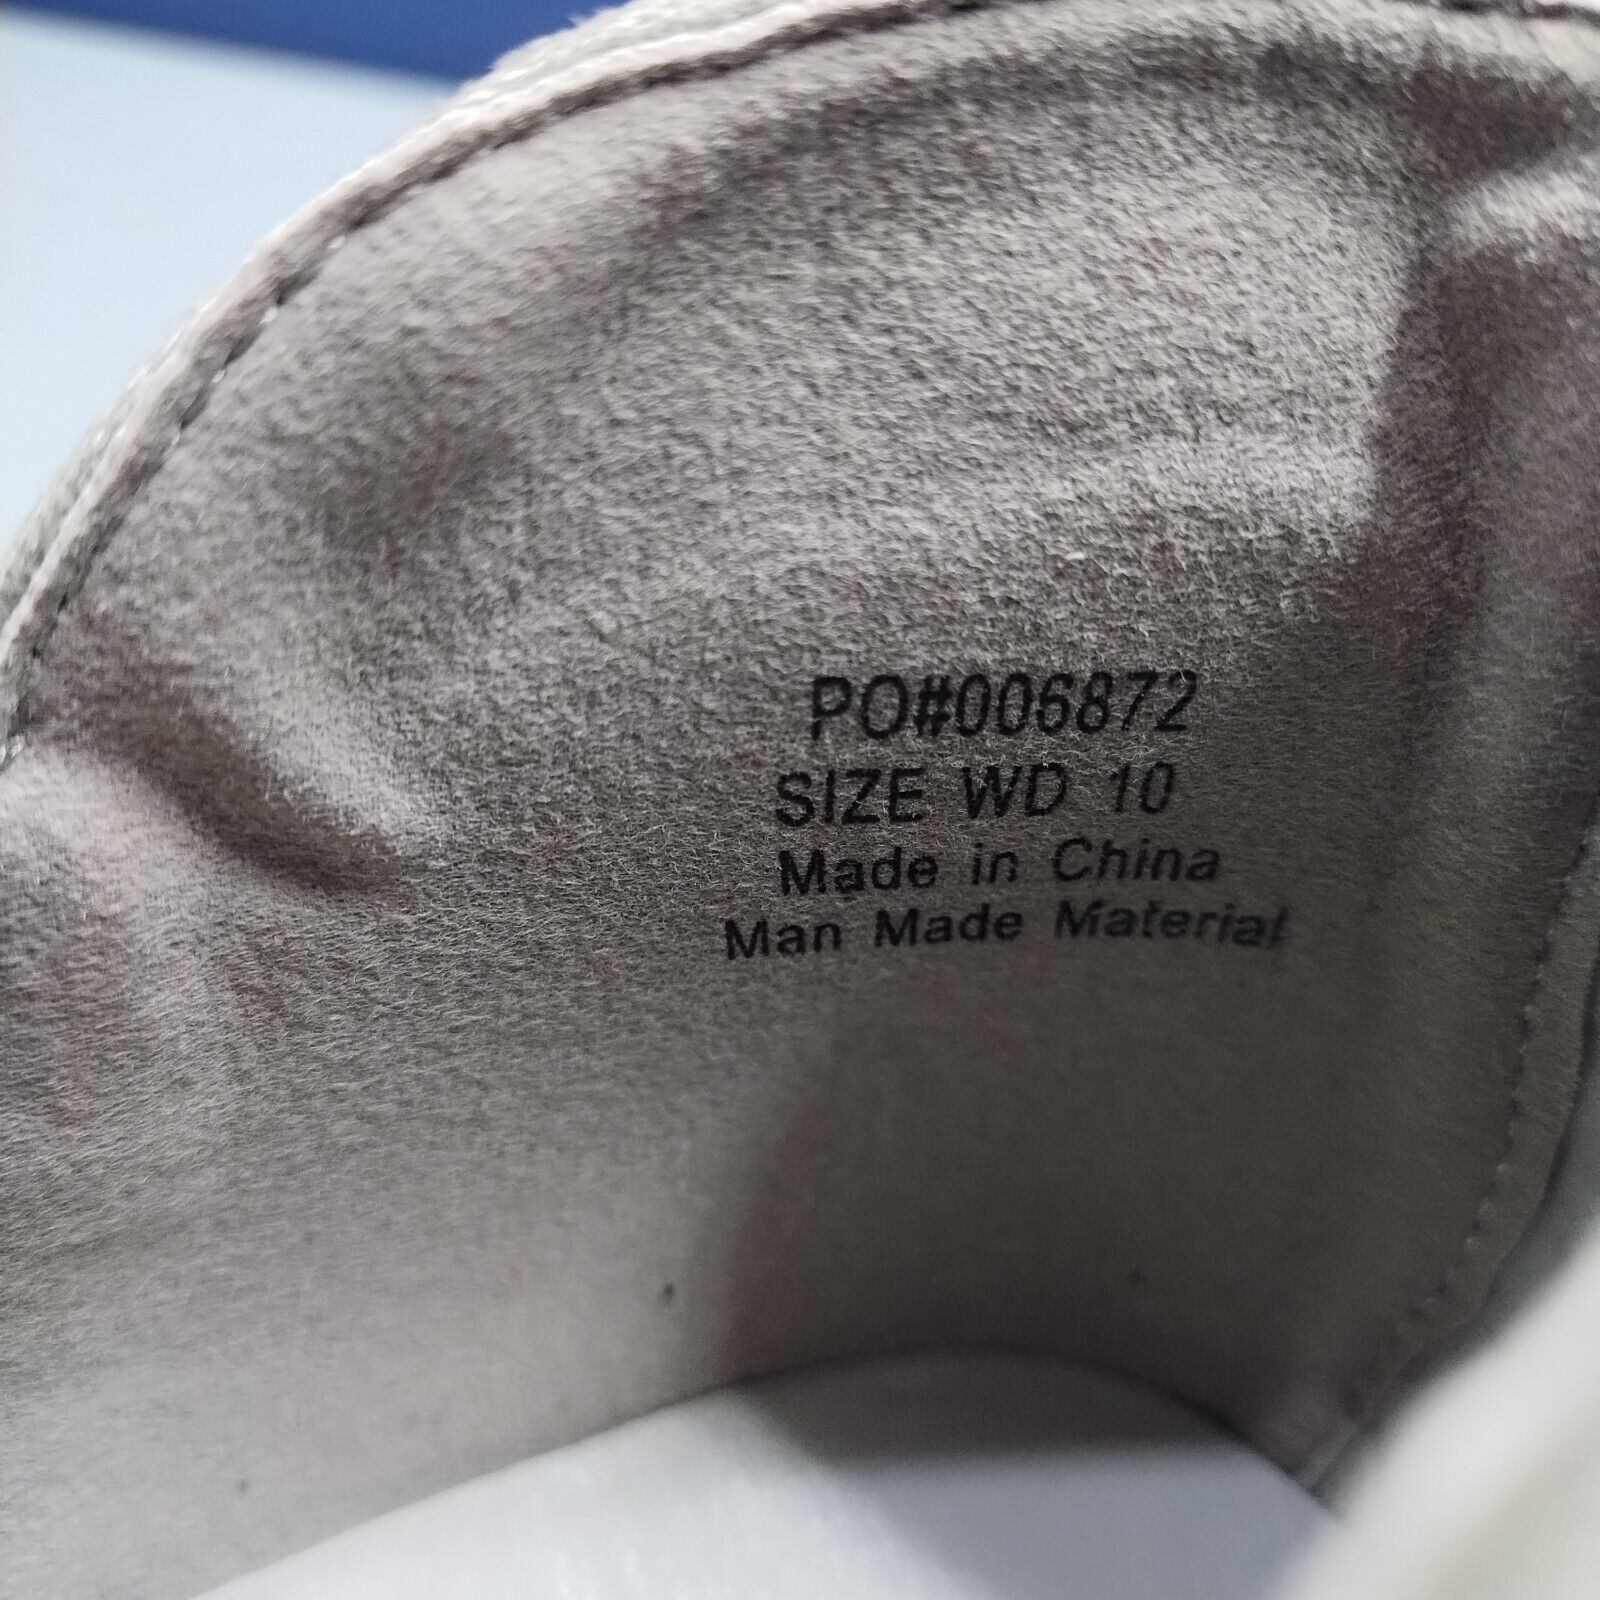 PO#006872
SIZE WD 10
Made in China
Man Made Material